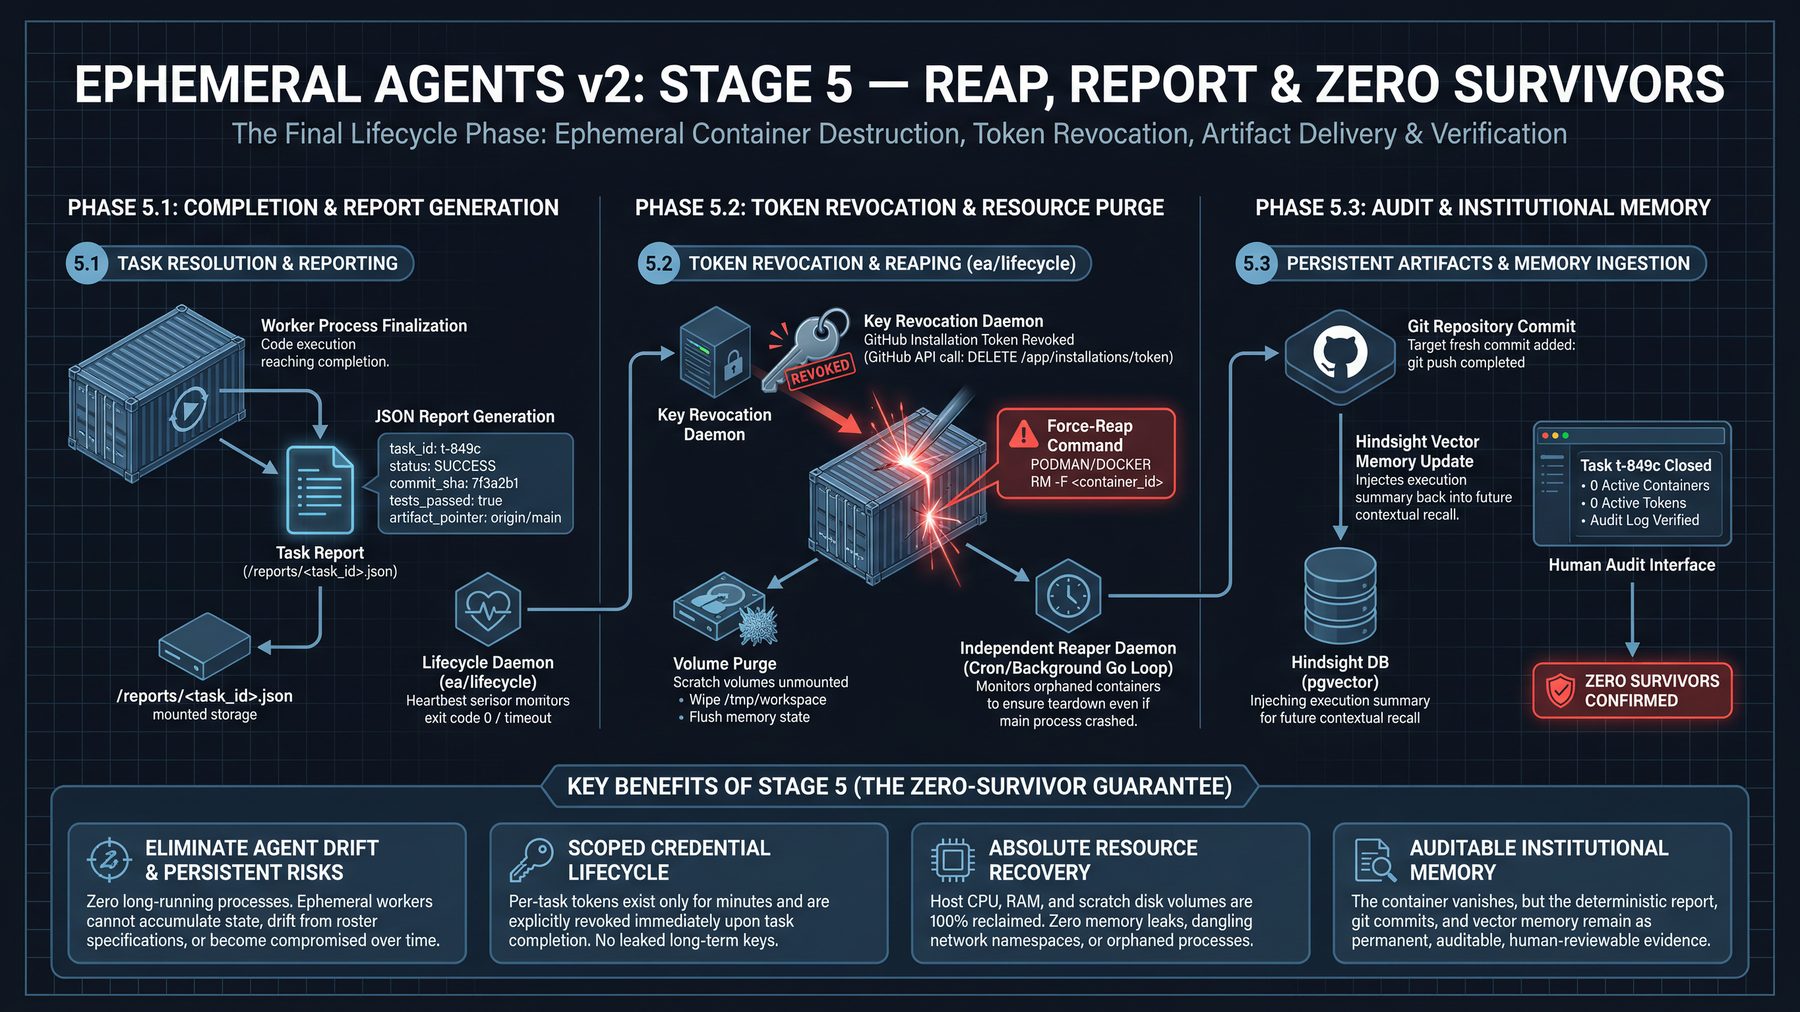 EPHEMERAL AGENTS v2: STAGE 5 — REAP, REPORT & ZERO SURVIVORS
The Final Lifecycle Phase: Ephemeral Container Destruction, Token Revocation, Artifact Delivery & Verification
PHASE 5.1: COMPLETION & REPORT GENERATION
5.1 TASK RESOLUTION & REPORTING
Worker Process Finalization
Code execution
reaching completion.
JSON Report Generation
task_id: t-849c
status: SUCCESS
commit_sha: 7f3a2b1
tests_passed: true
artifact_pointer: origin/main
Task Report
(/reports/<task_id>.json)
/reports/<task_id>.json
mounted storage
Lifecycle Daemon
(ea/lifecycle)
Heartbest serisor monitors
exit code 0 / timeout
PHASE 5.2: TOKEN REVOCATION & RESOURCE PURGE
5.2 TOKEN REVOCATION & REAPING (ea/lifecycle)
REVOKED
Key Revocation Daemon
GitHub Installation Token Revoked
(GitHub API call: DELETE /app/installations/token)
Key Revocation
Daemon
Force-Reap
Command
PODMAN/DOCKER
RM -F <container_id>
Volume Purge
Scratch volumes unmounted
• Wipe /tmp/workspace
• Flush memory state
Independent Reaper Daemon
(Cron/Background Go Loop)
Monitors orphaned containers
to ensure teardown even if
main process crashed.
PHASE 5.3: AUDIT & INSTITUTIONAL MEMORY
5.3 PERSISTENT ARTIFACTS & MEMORY INGESTION
Git Repository Commit
Target fresh commit added:
git push completed
Hindsight Vector
Memory Update
Injectes execution
summary back into future
contextual recall.
Hindsight DB
(pgvector)
Injeching execution summary
for future contextual recall
Task t-849c Closed
• 0 Active Containers
• 0 Active Tokens
• Audit Log Verified
Human Audit Interface
ZERO SURVIVORS
CONFIRMED
KEY BENEFITS OF STAGE 5 (THE ZERO-SURVIVOR GUARANTEE)
ELIMINATE AGENT DRIFT
& PERSISTENT RISKS
Zero long-running processes. Ephemeral workers
cannot accumulate state, drift from roster
specifications, or become compromised over time.
SCOPED CREDENTIAL
LIFECYCLE
Per-task tokens exist only for minutes and are
explicitly revoked immediately upon task
completion. No leaked long-term keys.
ABSOLUTE RESOURCE
RECOVERY
Host CPU, RAM, and scratch disk volumes are
100% reclaimed. Zero memory leaks, dangling
network namespaces, or orphaned processes.
AUDITABLE INSTITUTIONAL
MEMORY
The container vanishes, but the deterministic report,
git commits, and vector memory remain as
permanent, auditable, human-reviewable evidence.